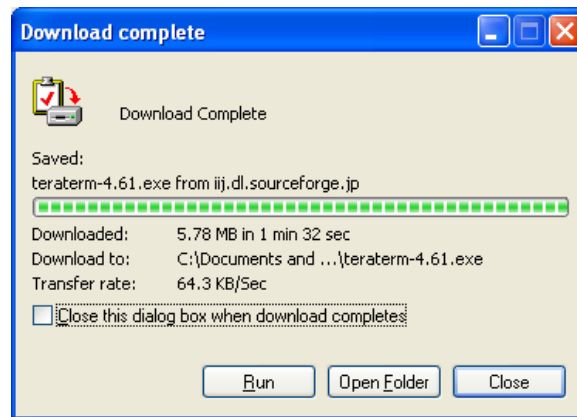 Download complete
Download Complete
Saved:
teraterm-4.61.exe from iij.dl.sourceforge.jp
Downloaded: 5.78 MB in 1 min 32 sec
Download to: C:\Documents and ...\teraterm-4.61.exe
Transfer rate: 64.3 KB/Sec
Close this dialog box when download completes
Run Open Folder Close